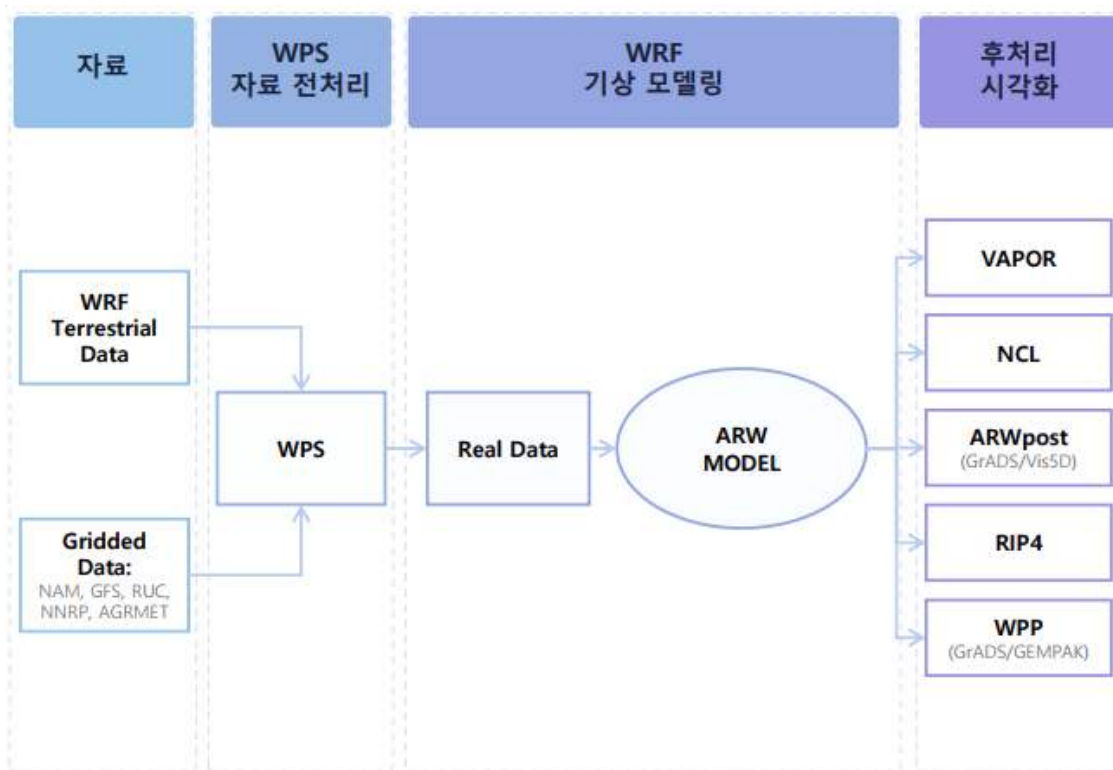 자료
WPS
자료 전처리
WRF
기상 모델링
후처리
시각화
WRF
Terrestrial
Data
Gridded
Data:
NAM, GFS, RUC,
NNRP, AGRMET
WPS
Real Data
ARW
MODEL
VAPOR
NCL
ARWpost
(GrADS/Vis5D)
RIP4
WPP
(GrADS/GEMPAK)